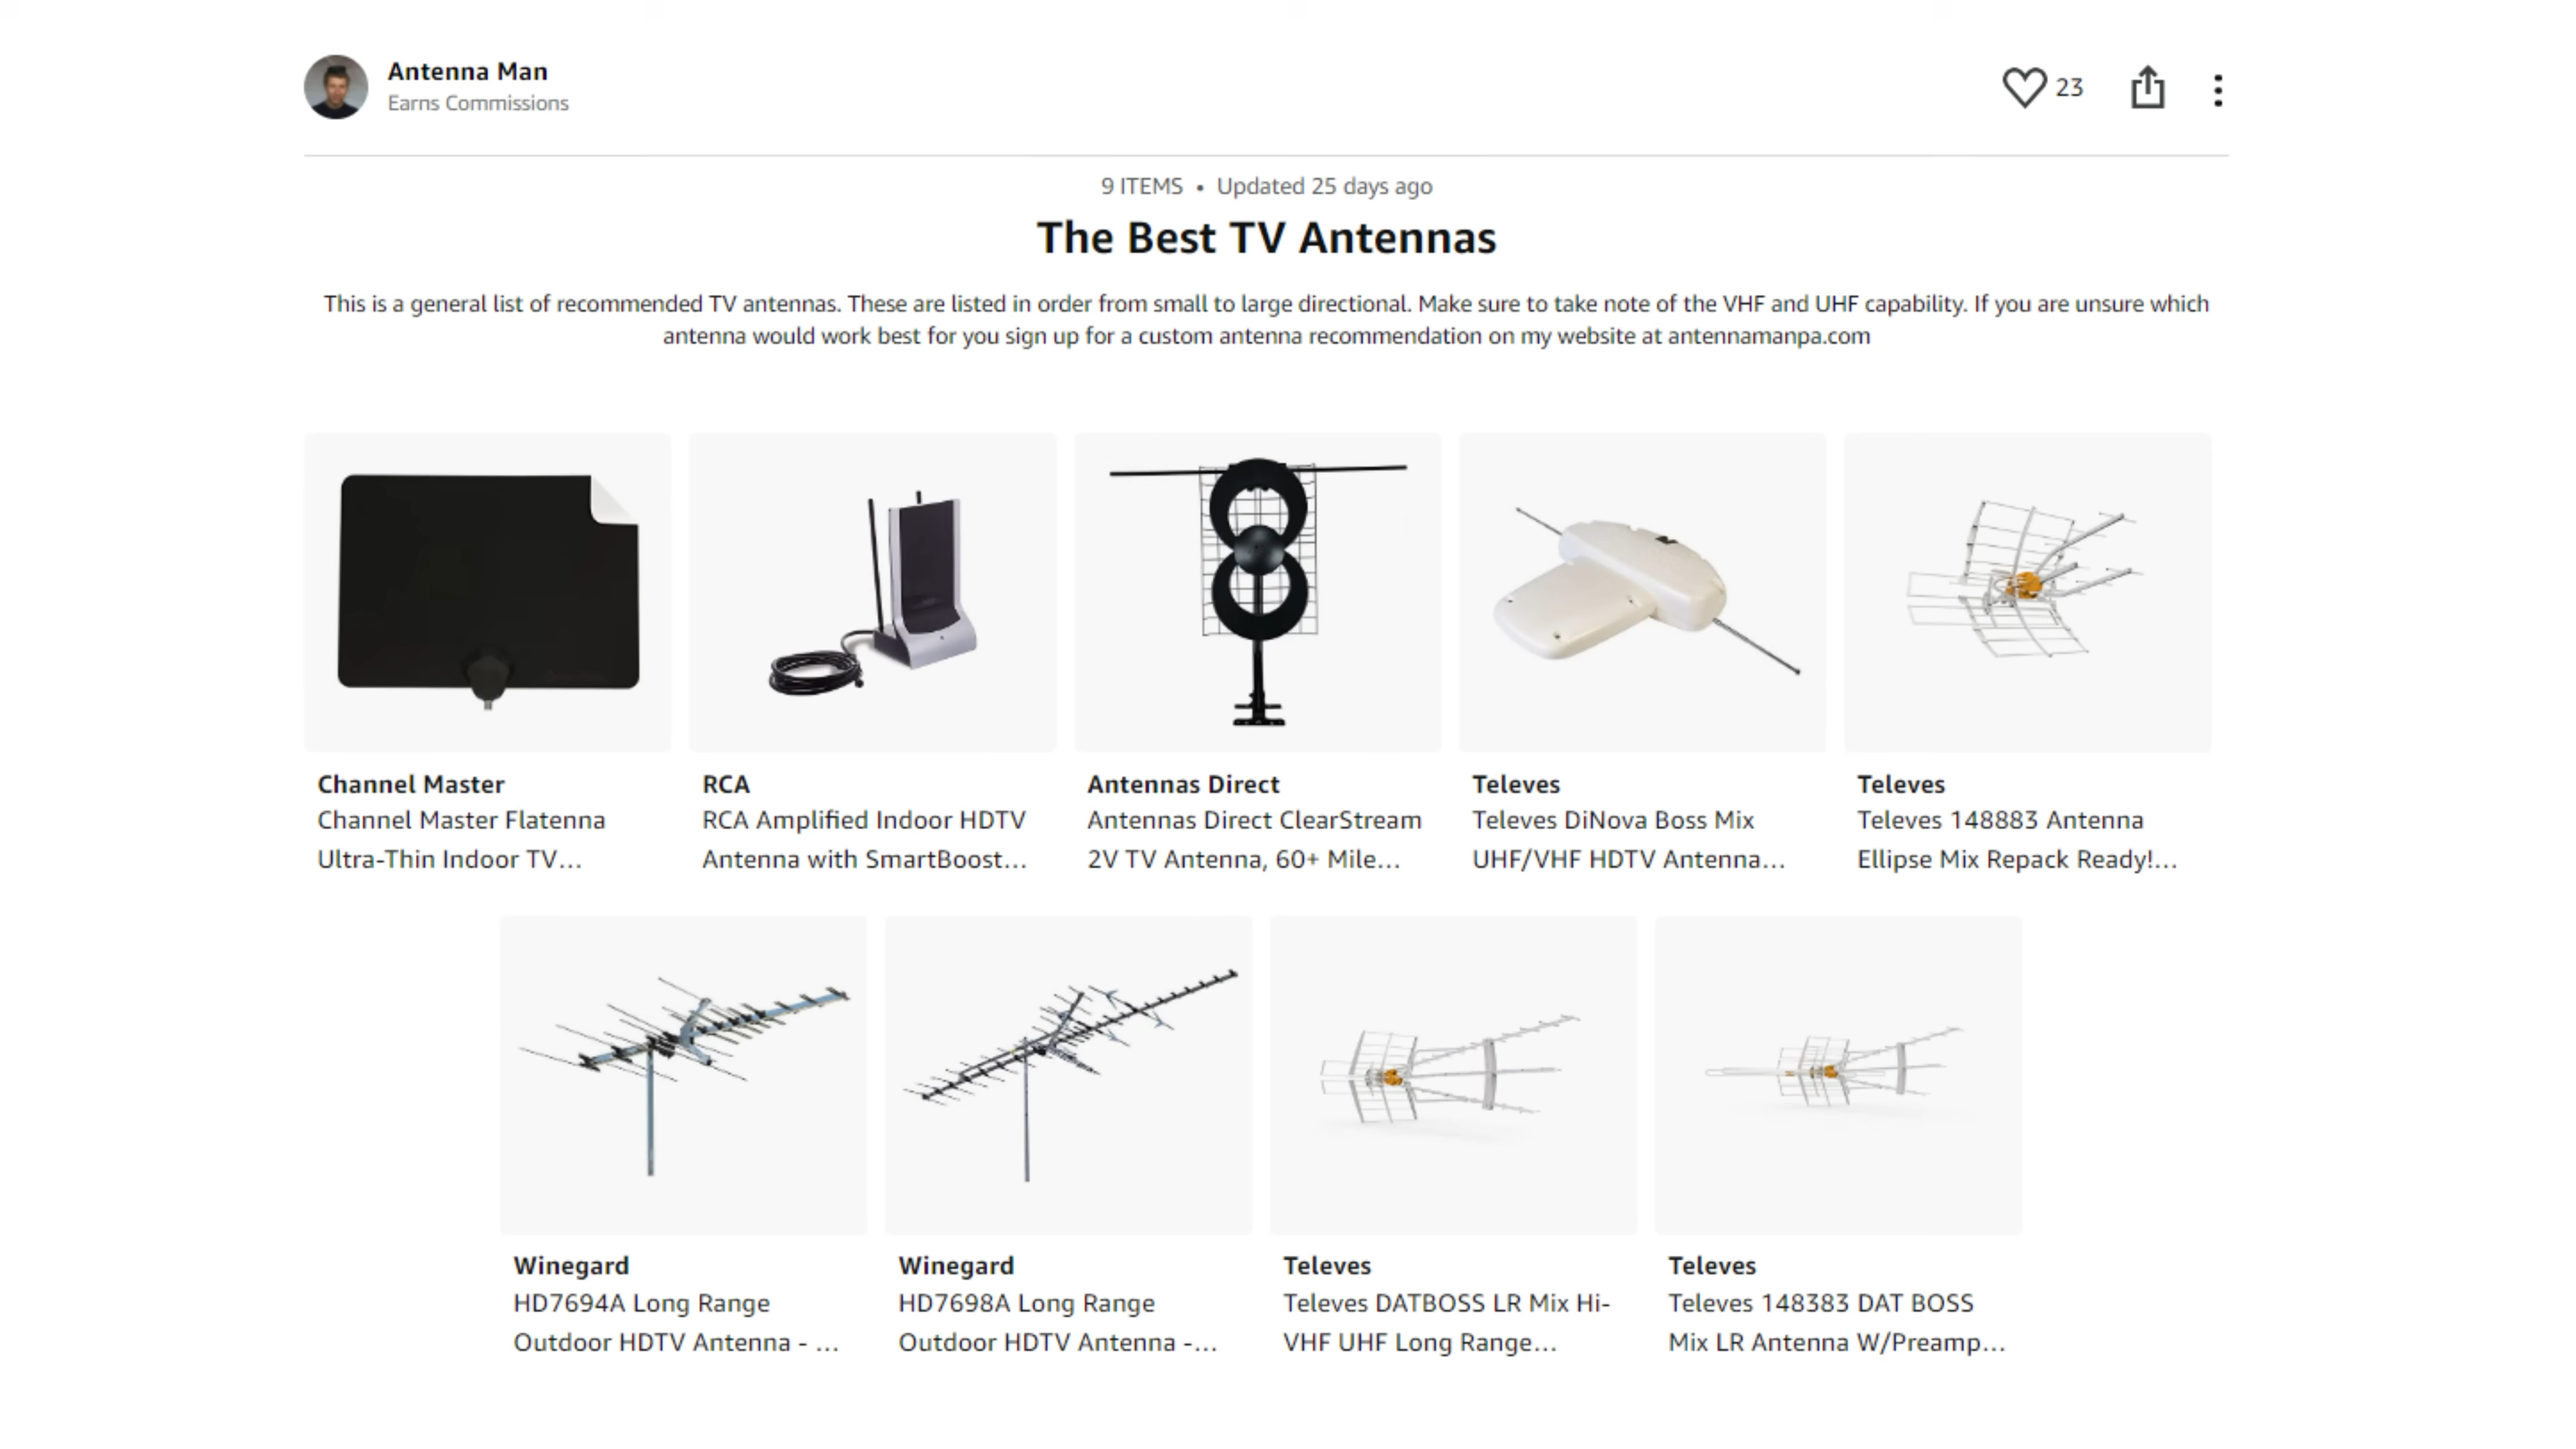 Antenna Man
Earns Commissions
23
9 ITEMS • Updated 25 days ago
The Best TV Antennas
This is a general list of recommended TV antennas. These are listed in order from small to large directional. Make sure to take note of the VHF and UHF capability. If you are unsure which
antenna would work best for you sign up for a custom antenna recommendation on my website at antennamanpa.com
Channel Master
Channel Master Flatenna
Ultra-Thin Indoor TV...
RCA
RCA Amplified Indoor HDTV
Antenna with SmartBoost...
Antennas Direct
Antennas Direct ClearStream
2V TV Antenna, 60+ Mile...
Televes
Televes DiNova Boss Mix
UHF/VHF HDTV Antenna...
Televes
Televes 148883 Antenna
Ellipse Mix Repack Ready!...
Winegard
HD7694A Long Range
Outdoor HDTV Antenna - ...
Winegard
HD7698A Long Range
Outdoor HDTV Antenna -...
Televes
Televes DATBOSS LR Mix Hi-
VHF UHF Long Range...
Televes
Televes 148383 DAT BOSS
Mix LR Antenna W/Preamp...